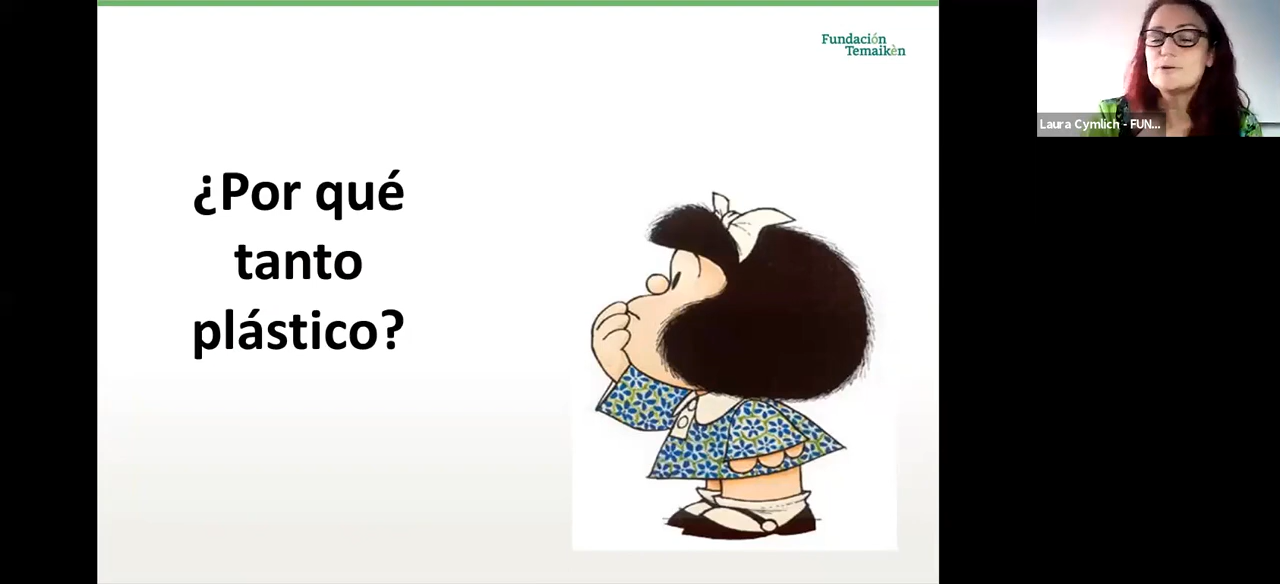 Fundación
Temaikèn
¿Por qué
tanto
plástico?
Laura Cymlich - FUN...